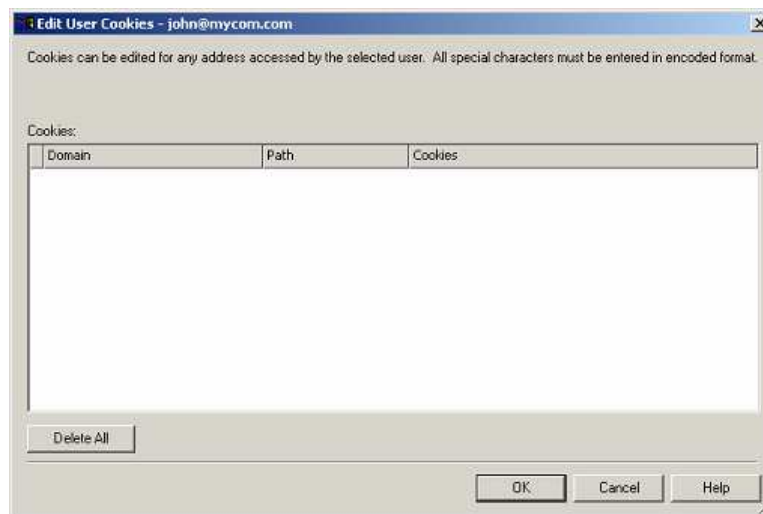 Edit User Cookies - john@mycom.com
Cookies can be edited for any address accessed by the selected user. All special characters must be entered in encoded format.
Cookies:
Domain Path Cookies
Delete All
OK Cancel Help